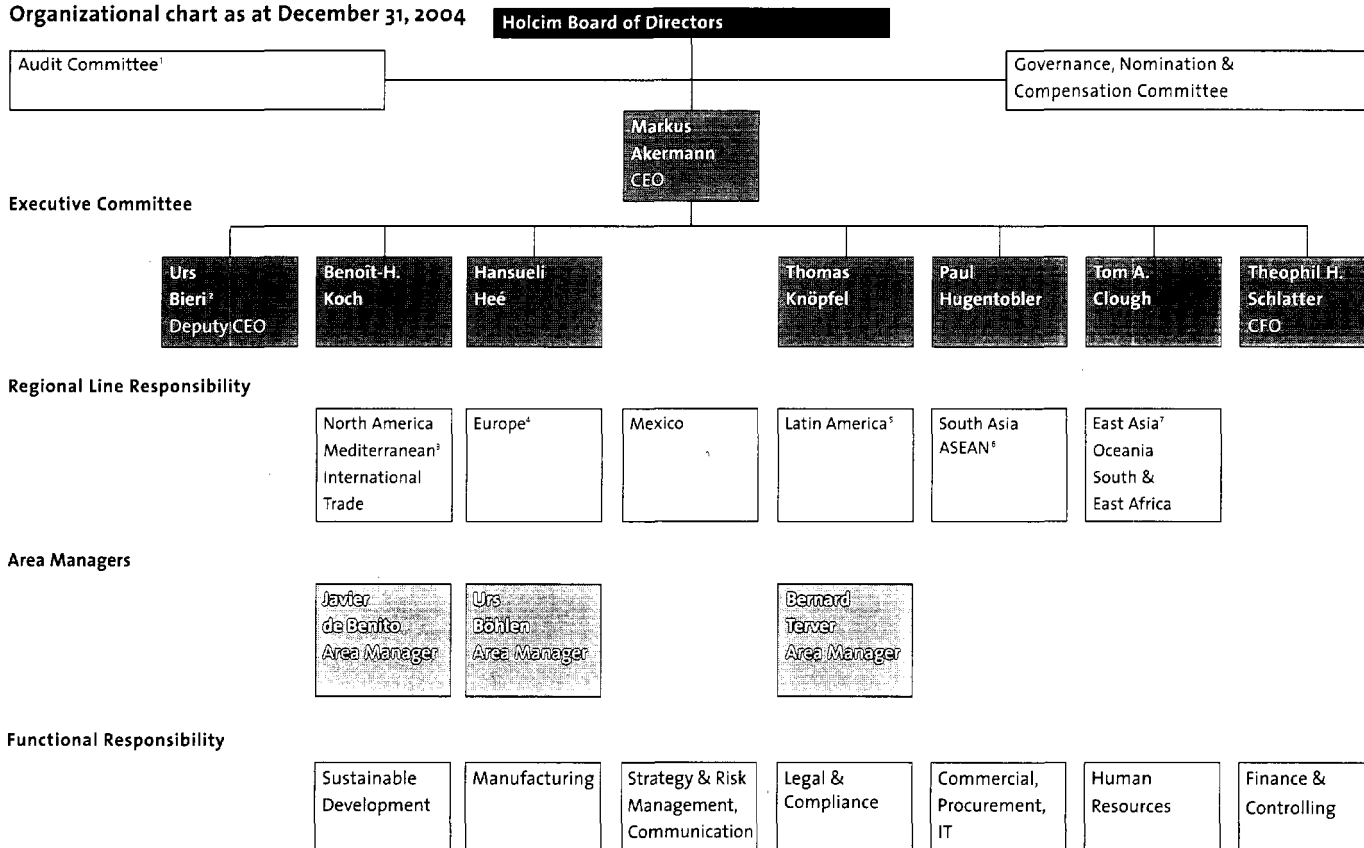 Organizational chart as at December 31, 2004
Holcim Board of Directors
Audit Committee¹
Governance, Nomination &
Compensation Committee
Markus
Akermann
CEO
Executive Committee
Urs
Bieri²
Deputy CEO
Benoît-H.
Koch
Hansueli
Heé
Thomas
Knöpfel
Paul
Hugentobler
Tom A.
Clough
Theophil H.
Schlatter
CFO
Regional Line Responsibility
North America
Mediterranean³
International
Trade
Europe⁴
Mexico
Latin America⁵
South Asia
ASEAN⁶
East Asia⁷
Oceania
South &
East Africa
Area Managers
Javier
de Benito
Area Manager
Urs
Böhlen
Area Manager
Bernard
Terver
Area Manager
Functional Responsibility
Sustainable
Development
Manufacturing
Strategy & Risk
Management,
Communication
Legal &
Compliance
Commercial,
Procurement,
IT
Human
Resources
Finance &
Controlling